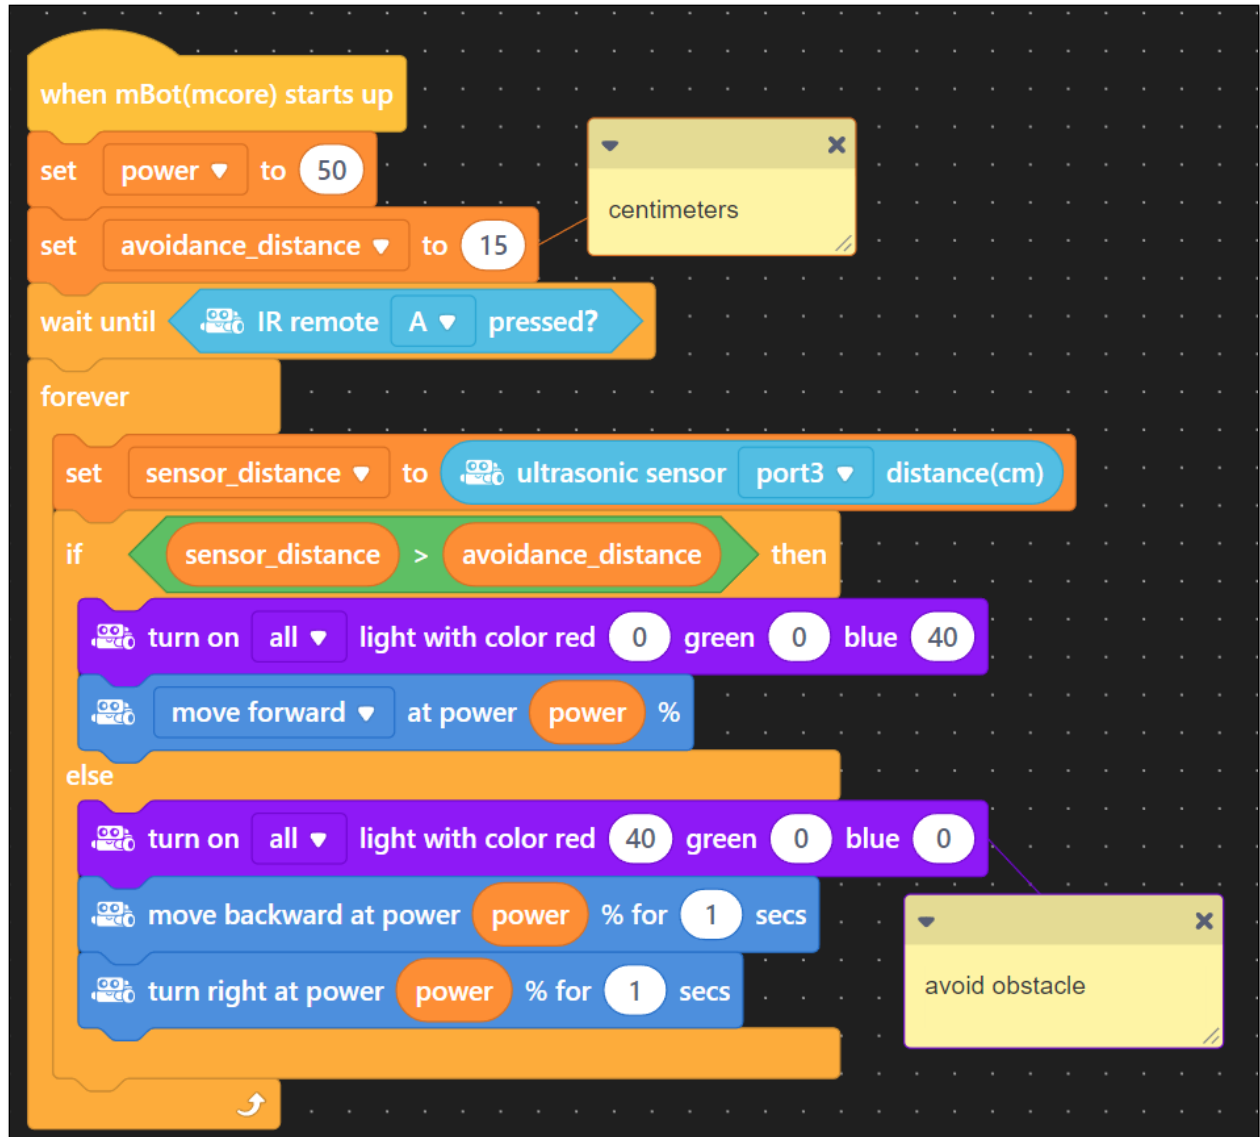 when mBot(mcore) starts up
set power to 50
centimeters
set avoidance_distance to 15
wait until IR remote A pressed?
forever
set sensor_distance to ultrasonic sensor port3 distance(cm)
if sensor_distance > avoidance_distance then
turn on all light with color red 0 green 0 blue 40
move forward at power power %
else
turn on all light with color red 40 green 0 blue 0
move backward at power power % for 1 secs
turn right at power power % for 1 secs
avoid obstacle